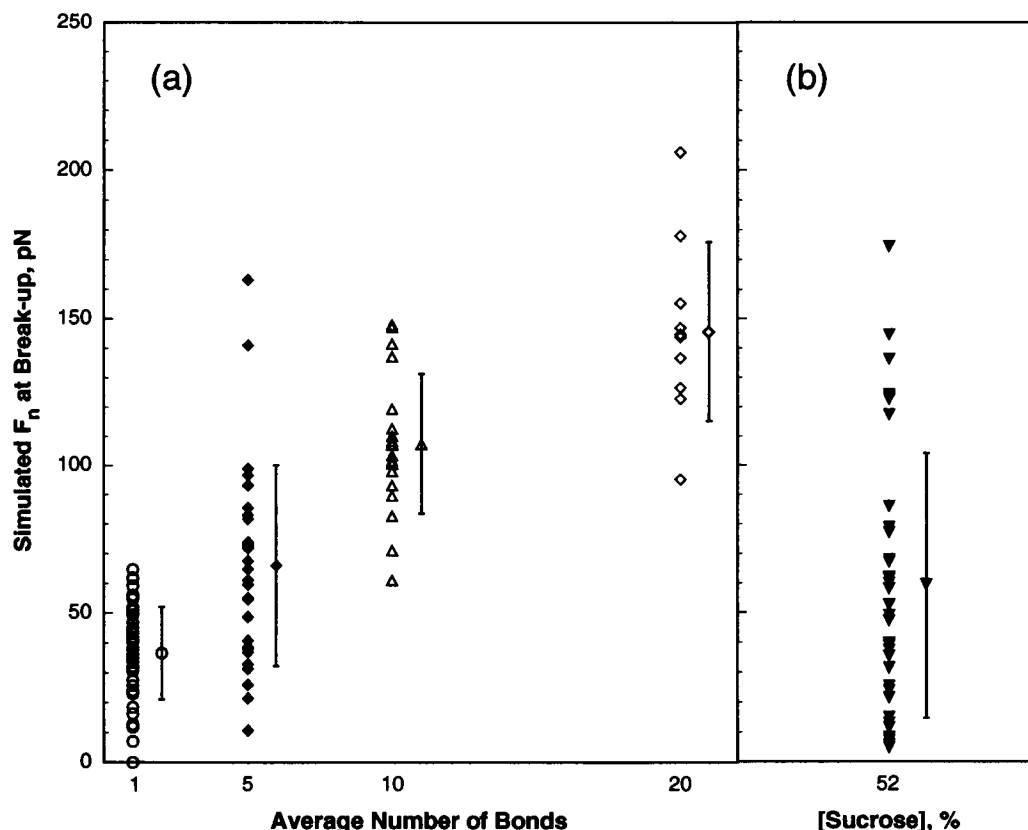 250
200
150
100
50
0
Simulated Fn at Break-up, pN
(a)
(b)
1 5 10 20 52
Average Number of Bonds [Sucrose], %